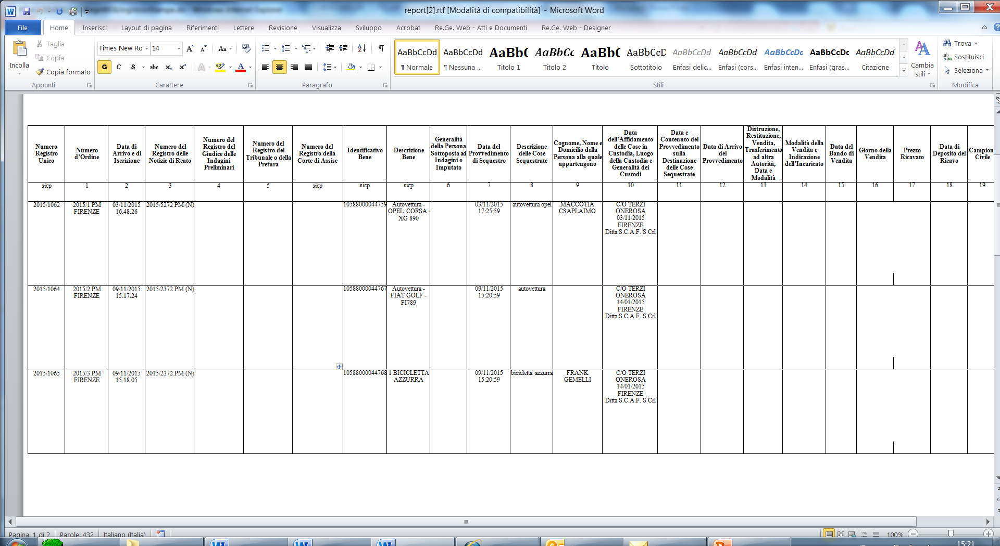 report[2].rtf [Modalità di compatibilità] - Microsoft Word
File Home Inserisci Layout di pagina Riferimenti Lettere Revisione Visualizza Sviluppo Acrobat Re.Ge. Web - Atti e Documenti Re.Ge. Web - Designer
Incolla
Taglia
Copia
Copia formato
Appunti
Times New Ro 14
Carattere
Paragrafo
AaBbCcDd AaBbCcDd AaBb( AaBbCc AaBb( AaBbCcD AaBbCcDd AaBbCcDd AaBbCcDd AaBbCcDc AaBbCcDd
¶ Normale ¶ Nessuna ... Titolo 1 Titolo 2 Titolo Sottotitolo Enfasi delic... Enfasi (cors... Enfasi inten... Enfasi (gras... Citazione
Stili
Cambia
stili
Trova
Sostituisci
Seleziona
Modifica
Numero
Registro
Unico
Numero
d’Ordine
Data di
Arrivo e di
Iscrizione
Numero del
Registro delle
Notizie di Reato
Numero del
Registro del
Giudice delle
Indagini
Preliminari
Numero del
Registro del
Tribunale o della
Pretura
Numero del
Registro della
Corte di Assise
Identificativo
Bene
Descrizione
Bene
Generalità
della Persona
Sottoposta ad
Indagini o
Imputato
Data del
Provvedimento
di Sequestro
Descrizione
delle Cose
Sequestrate
Cognome, Nome e
Domicilio della
Persona alla quale
appartengono
Data
dell’Affidamento
delle Cose in
Custodia, Luogo
della Custodia e
Generalità dei
Custodi
Data e
Contenuto del
Provvedimento
sulla
Destinazione
delle Cose
Sequestrate
Data di Arrivo
del
Provvedimento
Distruzione,
Restituzione,
Vendita,
Trasferimento
ad altra
Autorità,
Data e
Modalità
Modalità della
Vendita e
Indicazione
dell’Incaricato
Data del
Bando di
Vendita
Giorno della
Vendita
Prezzo
Ricavato
Data di
Deposito del
Ricavo
Campion
Civile
sicp 1 2 3 4 5 sicp sicp sicp 6 7 8 9 10 11 12 13 14 15 16 17 18 19
2015/1062
2015/1 PM
FIRENZE
03/11/2015
16.48.26
2015/5272 PM (N)
10588000044759
Autovettura -
OPEL CORSA -
XG 890
03/11/2015
17:25:59
autovettura opel
MACCOTIA
CSAPLAIMO
C/O TERZI
ONEROSA
03/11/2015
FIRENZE
Ditta S.C.A.F. S Crl
2015/1064
2015/2 PM
FIRENZE
09/11/2015
15.17.24
2015/2372 PM (N)
10588000044767
Autovettura -
FIAT GOLF -
FI789
09/11/2015
15:20:59
autovettura
C/O TERZI
ONEROSA
14/01/2015
FIRENZE
Ditta S.C.A.F. S Crl
2015/1065
2015/3 PM
FIRENZE
09/11/2015
15.18.05
2015/2372 PM (N)
10588000044768
1 BICICLETTA
AZZURRA
09/11/2015
15:20:59
bicicletta azzurra
FRANK
GEMELLI
C/O TERZI
ONEROSA
14/01/2015
FIRENZE
Ditta S.C.A.F. S Crl
Pagina: 1 di 2 Parole: 432 Italiano (Italia) 100%
15:21